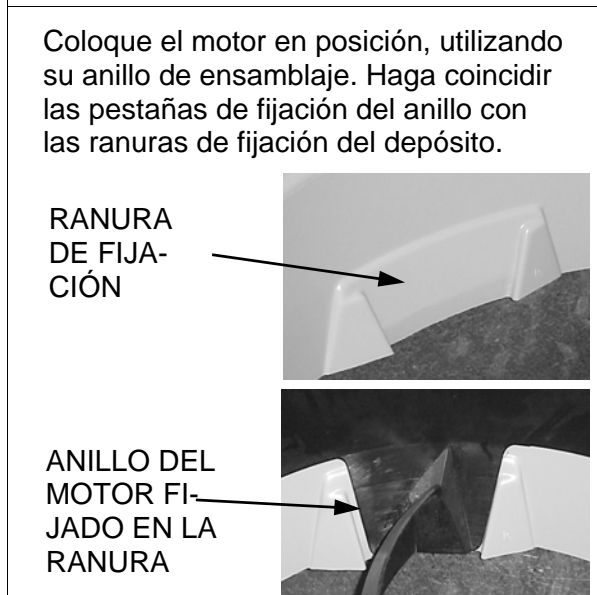 Coloque el motor en posición, utilizando
su anillo de ensamblaje. Haga coincidir
las pestañas de fijación del anillo con
las ranuras de fijación del depósito.
RANURA
DE FIJA-
CIÓN
ANILLO DEL
MOTOR FI-
JADO EN LA
RANURA